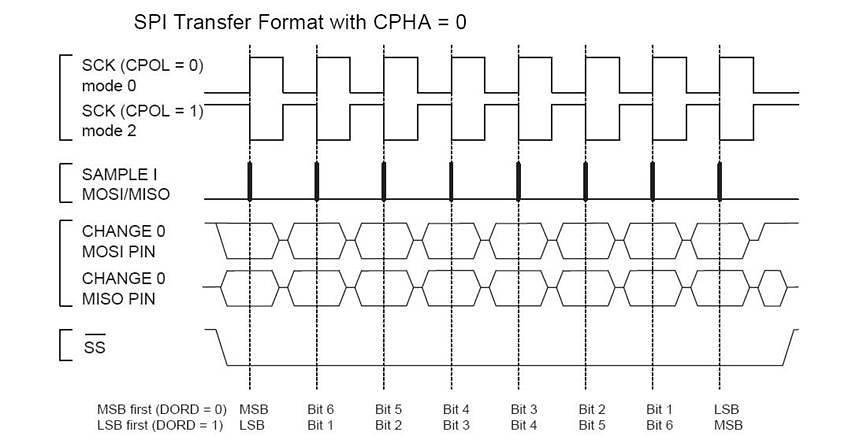 SPI Transfer Format with CPHA = 0
SCK (CPOL = 0)
mode 0
SCK (CPOL = 1)
mode 2
SAMPLE I
MOSI/MISO
CHANGE 0
MOSI PIN
CHANGE 0
MISO PIN
SS
MSB first (DORD = 0) MSB Bit 6 Bit 5 Bit 4 Bit 3 Bit 2 Bit 1 LSB
LSB first (DORD = 1) LSB Bit 1 Bit 2 Bit 3 Bit 4 Bit 5 Bit 6 MSB